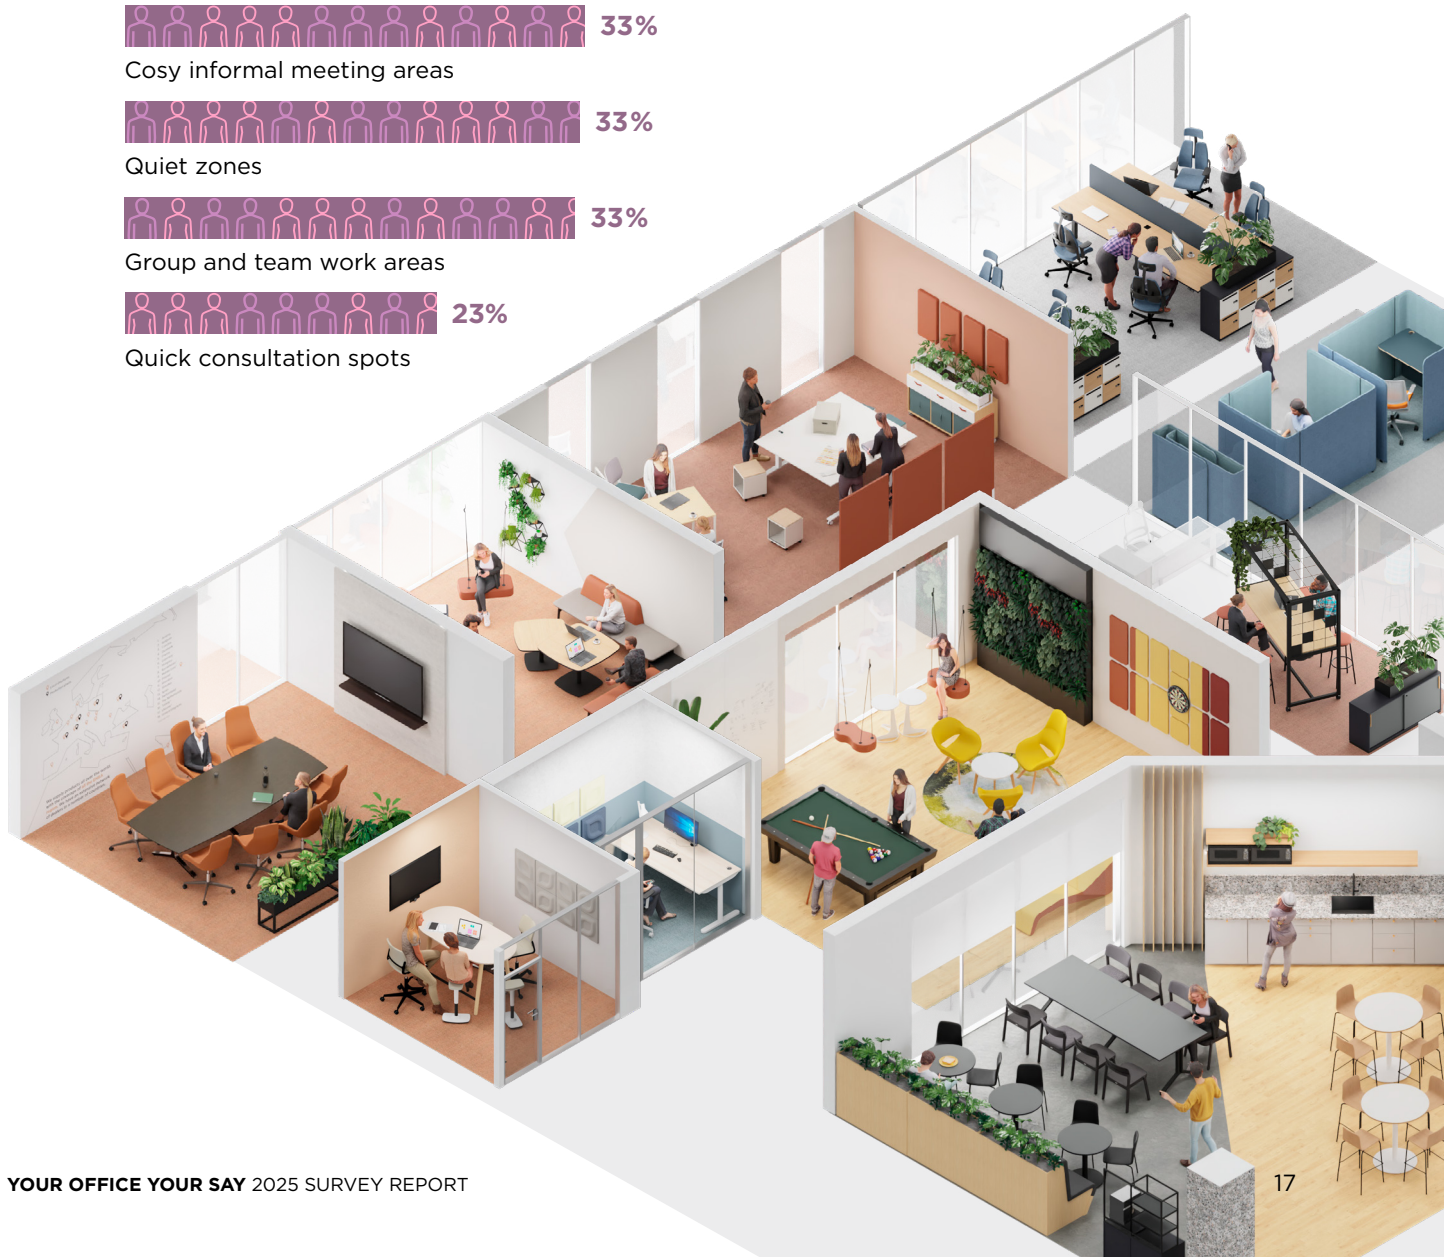 33%
Cosy informal meeting areas
33%
Quiet zones
33%
Group and team work areas
23%
Quick consultation spots
YOUR OFFICE YOUR SAY 2025 SURVEY REPORT
17